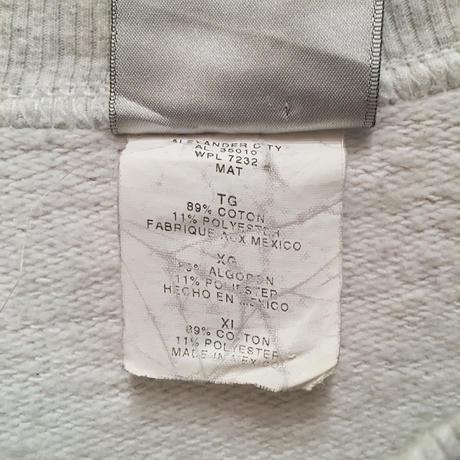 ALEXANDER CITY
AL 35010
WPL 7232
MAT
TG
89% COTON
11% POLYESTER
FABRIQUE AUX MEXICO
XG
89% ALGODON
11% POLIESTER
HECHO EN MEXICO
Xl
89% COTTON
11% POLYESTER
MADE IN MEXICO